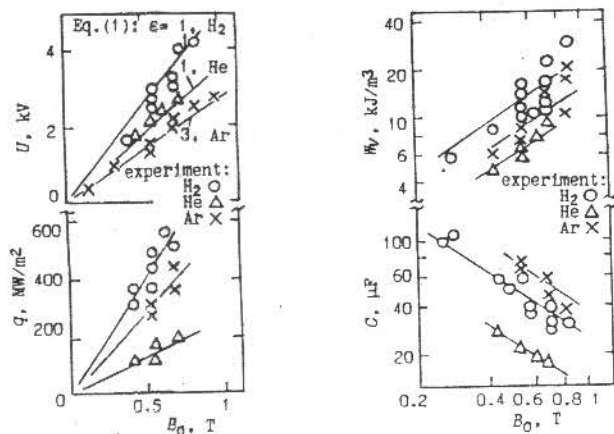 Eq.(1): ε= 1, H2
1, He
3, Ar
U, kV
4
2
0
experiment:
H2
He
Ar
q, MW/m2
600
400
200
0
0.5
1
B0, T
Wv, kJ/m3
40
20
10
6
4
experiment:
H2
He
Ar
C, μF
100
60
40
20
0.2
0.4
0.6
0.8
1
B0, T